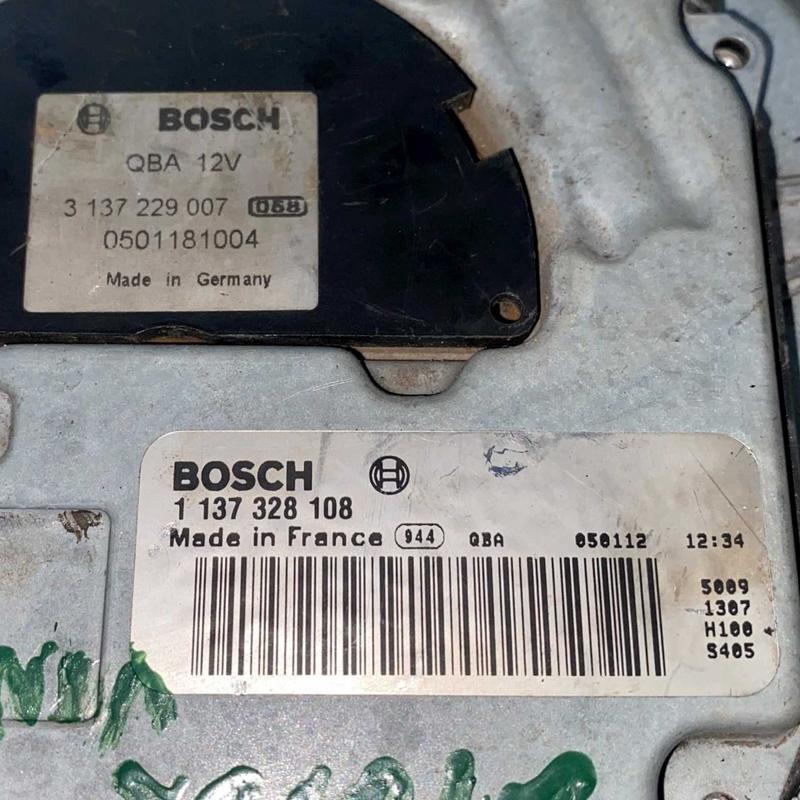 BOSCH
QBA 12V
3 137 229 007 058
0501181004
Made in Germany
BOSCH
1 137 328 108
Made in France 944 QBA 050112 12:34
5009
1307
H100
S405